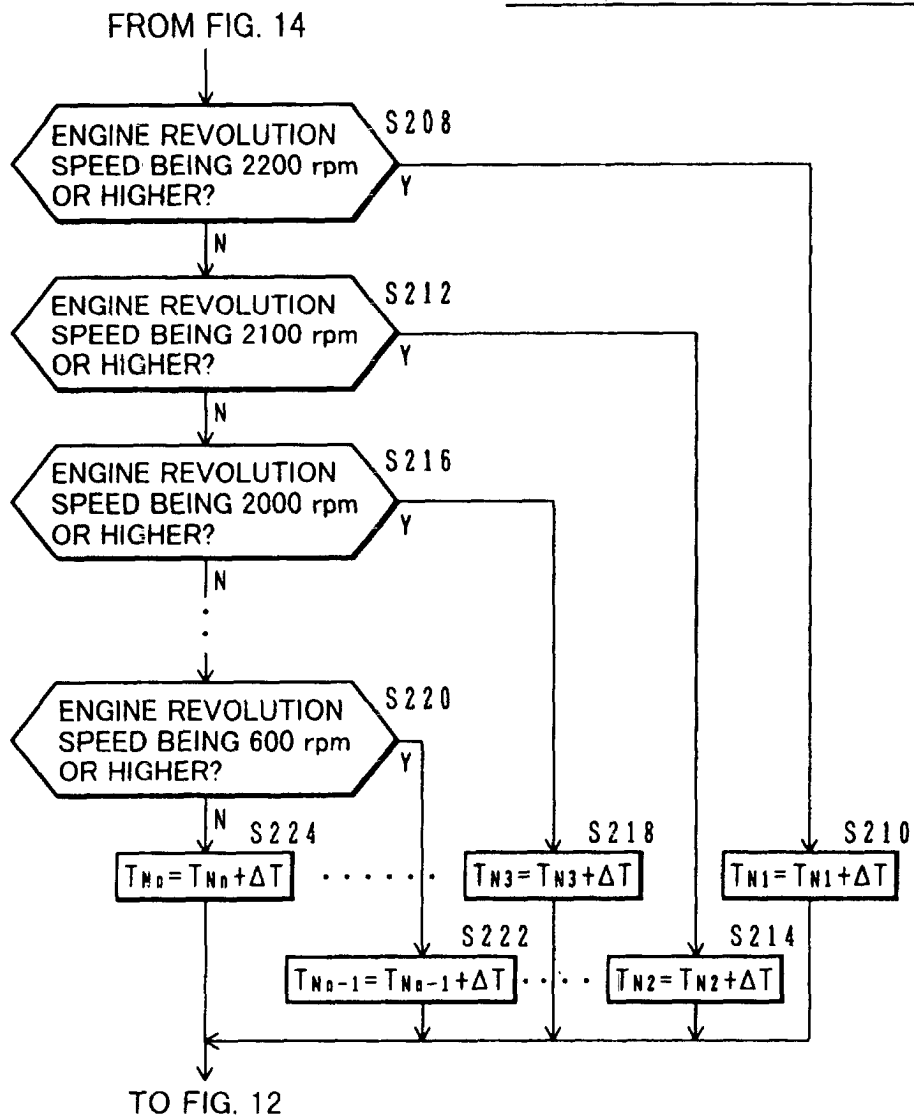 FROM FIG. 14
ENGINE REVOLUTION
SPEED BEING 2200 rpm
OR HIGHER?
S208
Y
N
ENGINE REVOLUTION
SPEED BEING 2100 rpm
OR HIGHER?
S212
Y
N
ENGINE REVOLUTION
SPEED BEING 2000 rpm
OR HIGHER?
S216
Y
N
ENGINE REVOLUTION
SPEED BEING 600 rpm
OR HIGHER?
S220
Y
N
S224
TNn=TNn+ΔT
S218
TN3=TN3+ΔT
S210
TN1=TN1+ΔT
S222
TNn-1=TNn-1+ΔT
S214
TN2=TN2+ΔT
TO FIG. 12